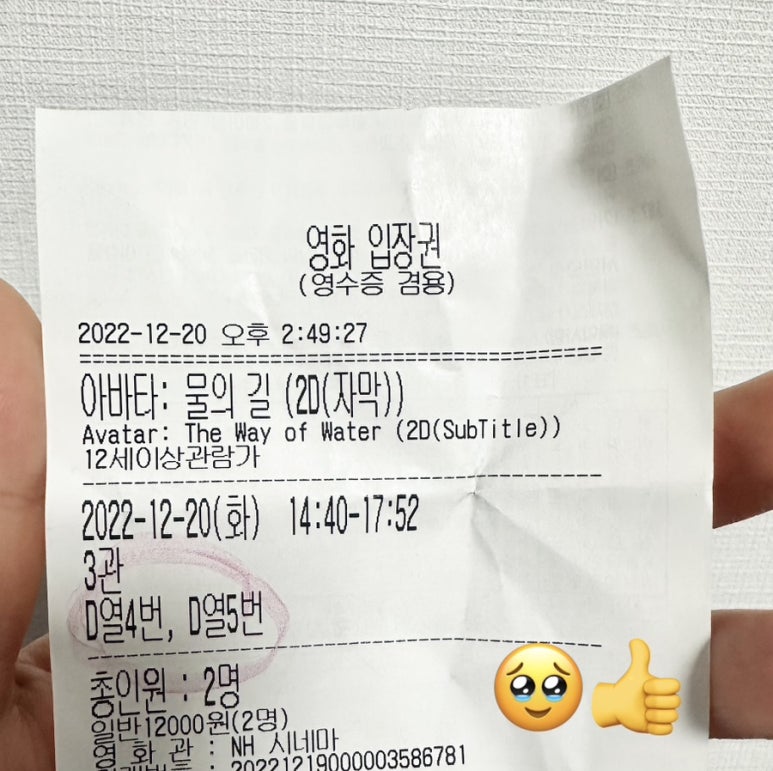 영화 입장권
(영수증 겸용)
2022-12-20 오후 2:49:27
========================================
아바타: 물의 길 (2D(자막))
Avatar: The Way of Water (2D(SubTitle))
12세이상관람가
----------------------------------------
2022-12-20(화) 14:40-17:52
3관
D열4번, D열5번
----------------------------------------
총인원 : 2명
일반12000원(2명)
영 화 관 : NH 시네마
20221219000003586781